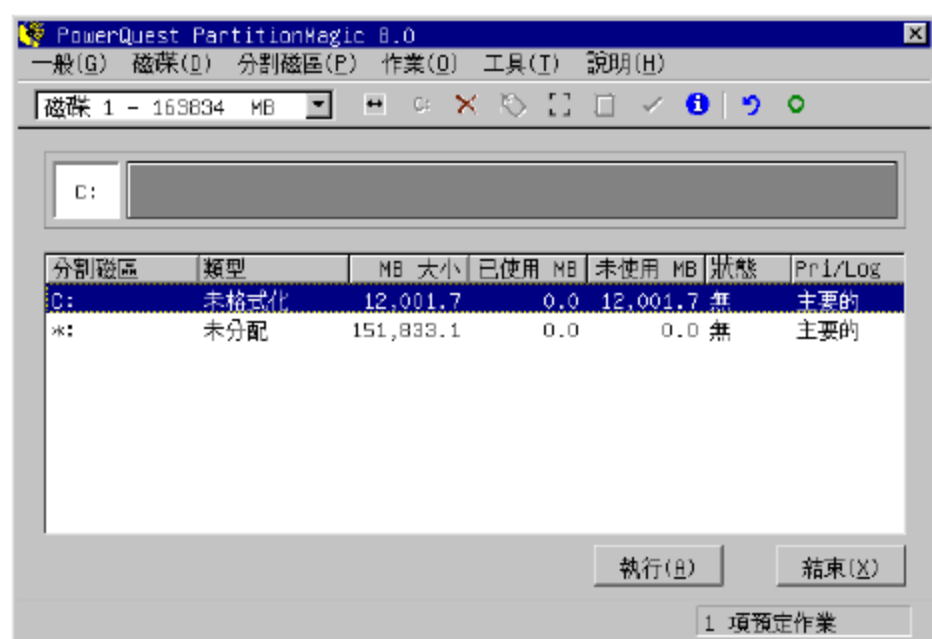 PowerQuest PartitionMagic 8.0
一般(G) 磁碟(D) 分割磁區(P) 作業(O) 工具(T) 說明(H)
磁碟 1 - 163834 MB C:
C:
分割磁區 類型 MB 大小 已使用 MB 未使用 MB 狀態 Pri/Log
C: 未格式化 12,001.7 0.0 12,001.7 無 主要的
*: 未分配 151,833.1 0.0 0.0 無 主要的
執行(A) 結束(X)
1 項預定作業